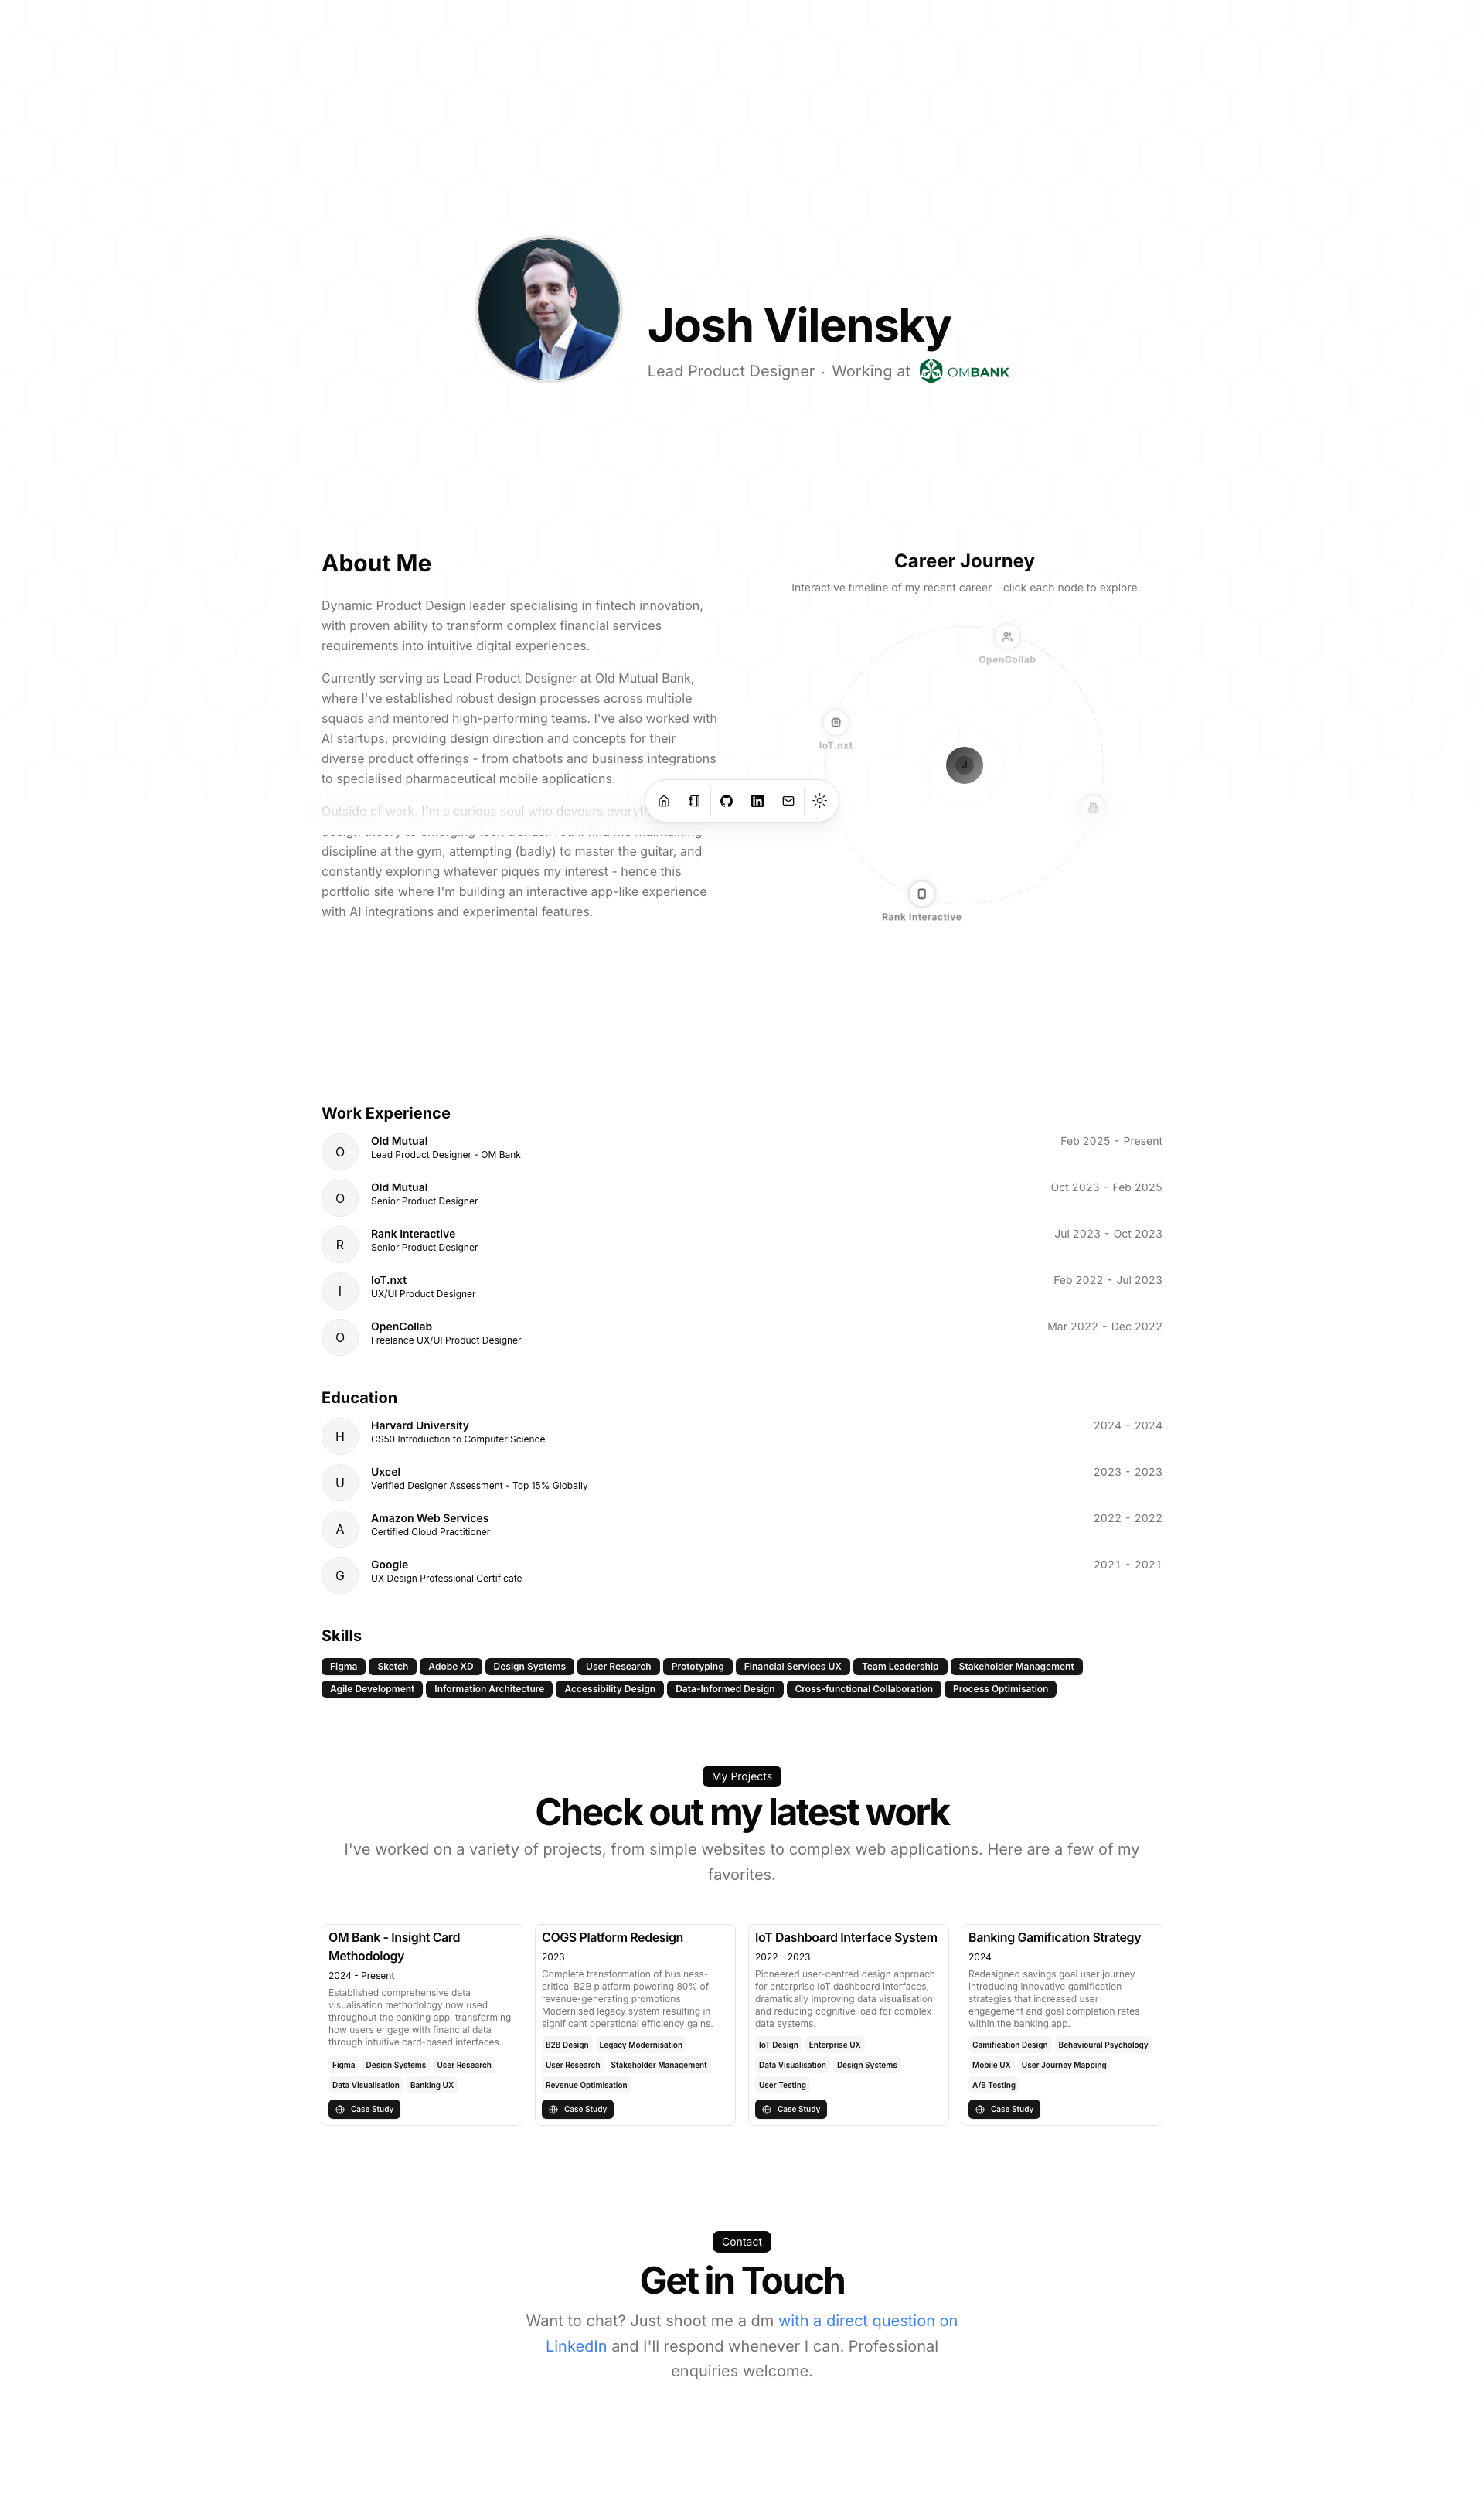 Josh Vilensky
Lead Product Designer · Working at OMBANK
About Me
Dynamic Product Design leader specialising in fintech innovation,
with proven ability to transform complex financial services
requirements into intuitive digital experiences.
Currently serving as Lead Product Designer at Old Mutual Bank,
where I've established robust design processes across multiple
squads and mentored high-performing teams. I've also worked with
AI startups, providing design direction and concepts for their
diverse product offerings - from chatbots and business integrations
to specialised pharmaceutical mobile applications.
Outside of work, I'm a curious soul who devours
discipline at the gym, attempting (badly) to master the guitar, and
constantly exploring whatever piques my interest - hence this
portfolio site where I'm building an interactive app-like experience
with AI integrations and experimental features.
Career Journey
Interactive timeline of my recent career - click each node to explore
OpenCollab
IoT.nxt
J
Rank Interactive
Work Experience
O
Old Mutual
Feb 2025 - Present
Lead Product Designer - OM Bank
O
Old Mutual
Oct 2023 - Feb 2025
Senior Product Designer
R
Rank Interactive
Jul 2023 - Oct 2023
Senior Product Designer
I
IoT.nxt
Feb 2022 - Jul 2023
UX/UI Product Designer
O
OpenCollab
Mar 2022 - Dec 2022
Freelance UX/UI Product Designer
Education
H
Harvard University
2024 - 2024
CS50 Introduction to Computer Science
U
Uxcel
2023 - 2023
Verified Designer Assessment - Top 15% Globally
A
Amazon Web Services
2022 - 2022
Certified Cloud Practitioner
G
Google
2021 - 2021
UX Design Professional Certificate
Skills
Figma Sketch Adobe XD Design Systems User Research Prototyping Financial Services UX Team Leadership Stakeholder Management
Agile Development Information Architecture Accessibility Design Data-Informed Design Cross-functional Collaboration Process Optimisation
My Projects
Check out my latest work
I've worked on a variety of projects, from simple websites to complex web applications. Here are a few of my
favorites.
OM Bank - Insight Card
Methodology
2024 - Present
Established comprehensive data
visualisation methodology now used
throughout the banking app, transforming
how users engage with financial data
through intuitive card-based interfaces.
Figma Design Systems User Research
Data Visualisation Banking UX
Case Study
COGS Platform Redesign
2023
Complete transformation of business-
critical B2B platform powering 80% of
revenue-generating promotions.
Modernised legacy system resulting in
significant operational efficiency gains.
B2B Design Legacy Modernisation
User Research Stakeholder Management
Revenue Optimisation
Case Study
IoT Dashboard Interface System
2022 - 2023
Pioneered user-centred design approach
for enterprise IoT dashboard interfaces,
dramatically improving data visualisation
and reducing cognitive load for complex
data systems.
IoT Design Enterprise UX
Data Visualisation Design Systems
User Testing
Case Study
Banking Gamification Strategy
2024
Redesigned savings goal user journey
introducing innovative gamification
strategies that increased user
engagement and goal completion rates
within the banking app.
Gamification Design Behavioural Psychology
Mobile UX User Journey Mapping
A/B Testing
Case Study
Contact
Get in Touch
Want to chat? Just shoot me a dm with a direct question on
LinkedIn and I'll respond whenever I can. Professional
enquiries welcome.